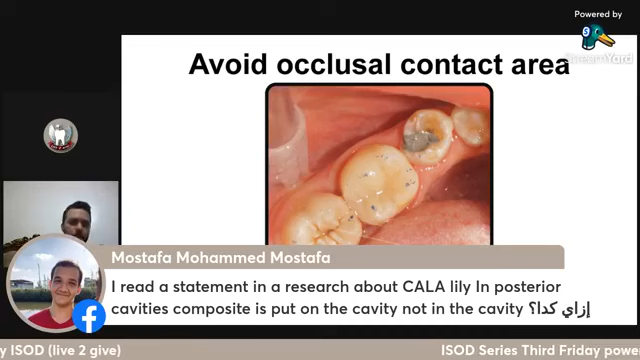 Powered by
StreamYard
Avoid occlusal contact area
Mostafa Mohammed Mostafa
I read a statement in a research about CALA lily In posterior
cavities composite is put on the cavity not in the cavity إزاي كدا؟
y ISOD (live 2 give)
ISOD Series Third Friday powe